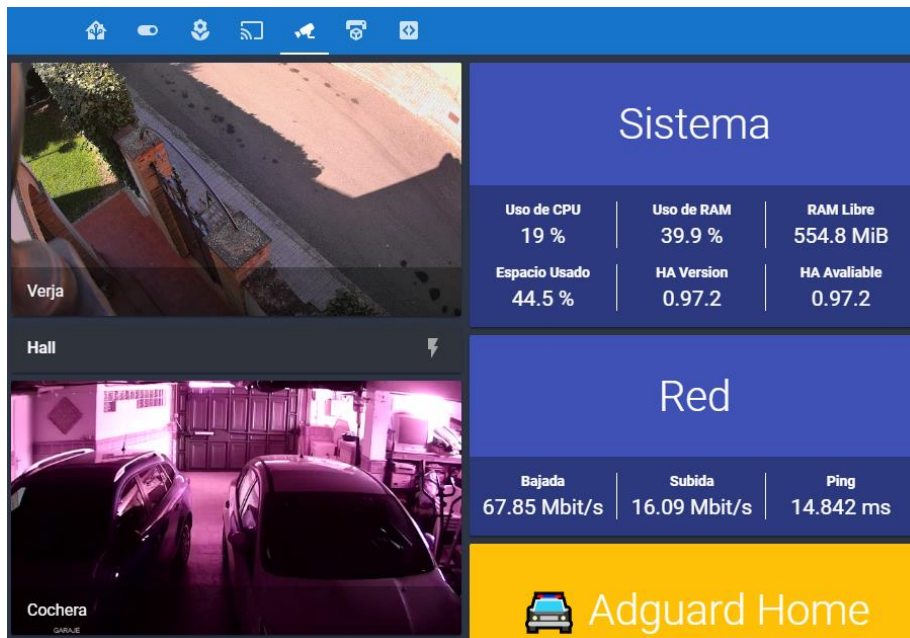 Verja
Hall
Cochera
GARAJE
Sistema
Uso de CPU
19 %
Uso de RAM
39.9 %
RAM Libre
554.8 MiB
Espacio Usado
44.5 %
HA Version
0.97.2
HA Avaliable
0.97.2
Red
Bajada
67.85 Mbit/s
Subida
16.09 Mbit/s
Ping
14.842 ms
Adguard Home